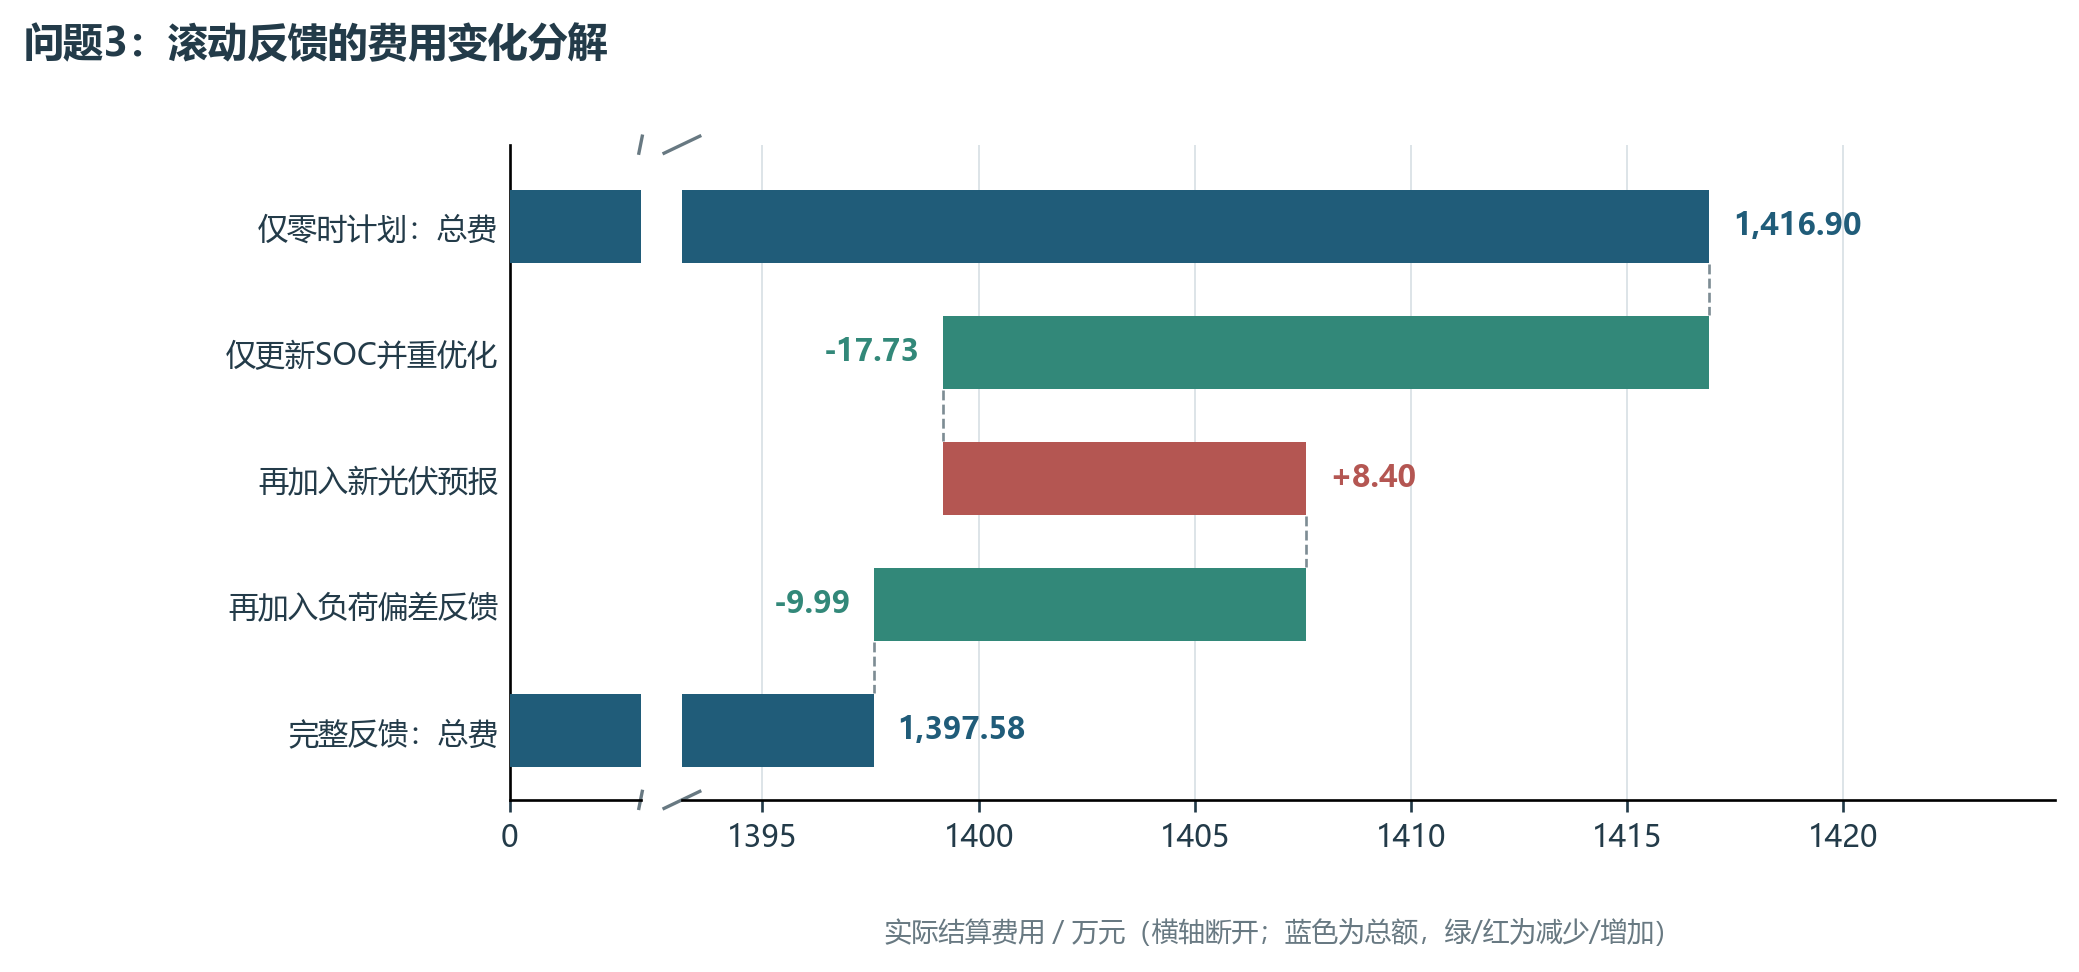 问题3：滚动反馈的费用变化分解
仅零时计划：总费
1,416.90
仅更新SOC并重优化
-17.73
再加入新光伏预报
+8.40
再加入负荷偏差反馈
-9.99
完整反馈：总费
1,397.58
0 1395 1400 1405 1410 1415 1420
实际结算费用 / 万元（横轴断开；蓝色为总额，绿/红为减少/增加）